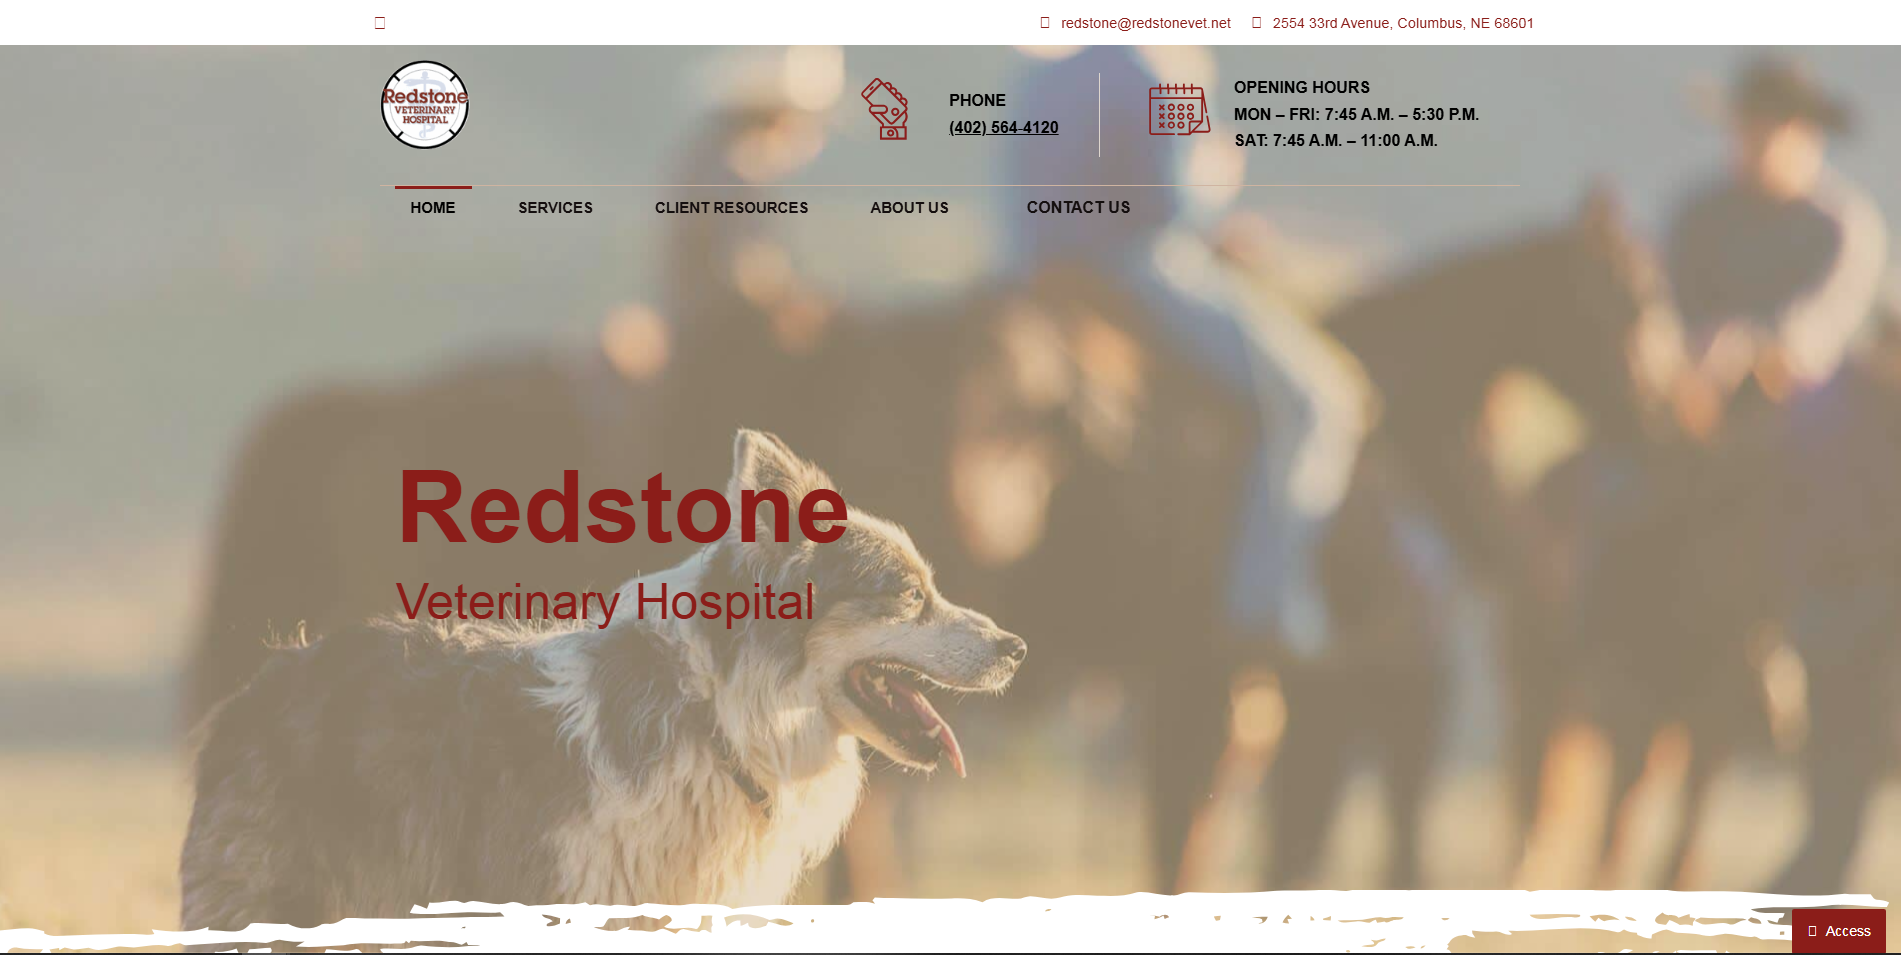 redstone@redstonevet.net
2554 33rd Avenue, Columbus, NE 68601
Redstone
VETERINARY
HOSPITAL
PHONE
(402) 564-4120
OPENING HOURS
MON – FRI: 7:45 A.M. – 5:30 P.M.
SAT: 7:45 A.M. – 11:00 A.M.
HOME
SERVICES
CLIENT RESOURCES
ABOUT US
CONTACT US
Redstone
Veterinary Hospital
Access